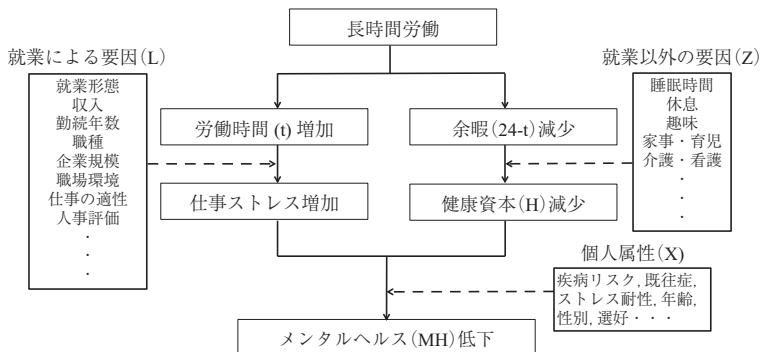 長時間労働
就業による要因(L)
就業以外の要因(Z)
就業形態
収入
勤続年数
職種
企業規模
職場環境
仕事の適性
人事評価
・
・
・
労働時間 (t) 増加
余暇(24-t)減少
睡眠時間
休息
趣味
家事・育児
介護・看護
・
・
・
仕事ストレス増加
健康資本(H)減少
個人属性(X)
疾病リスク, 既往症,
ストレス耐性, 年齢,
性別, 選好・・・
メンタルヘルス(MH)低下